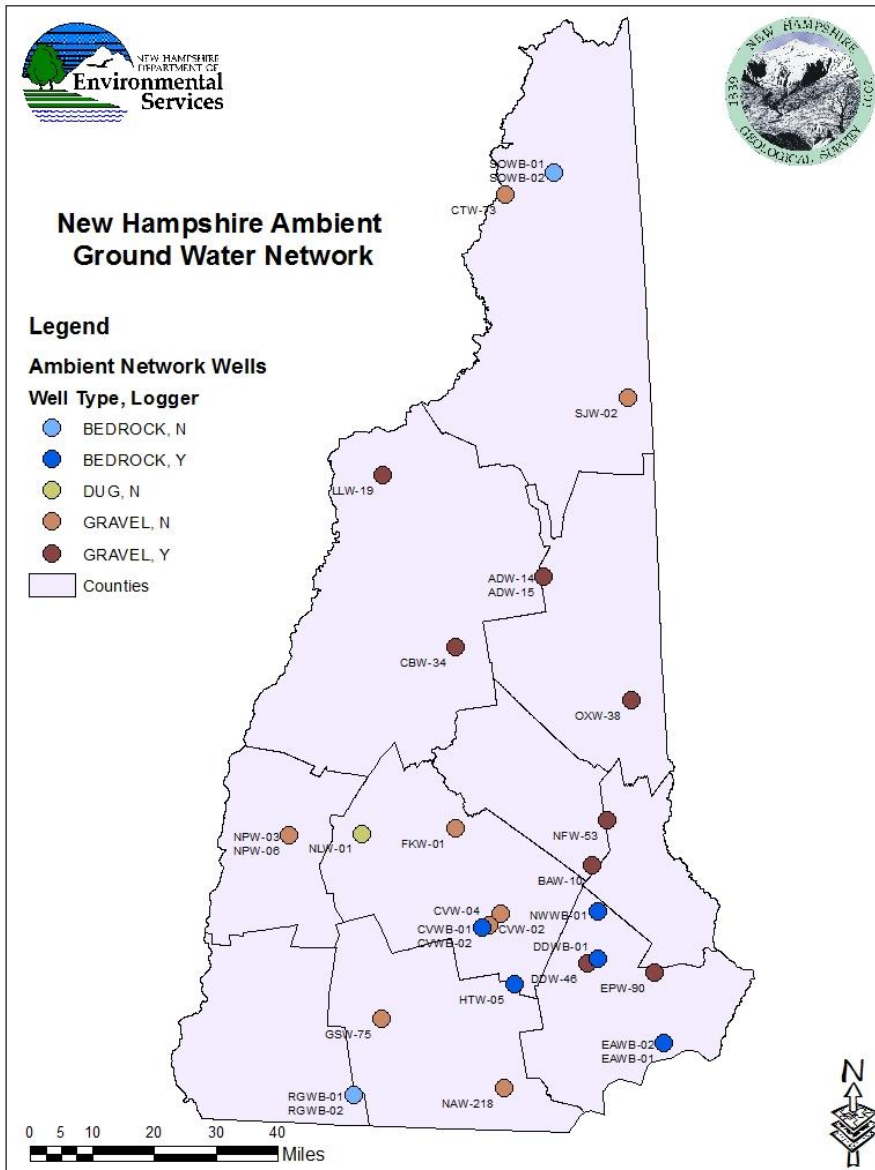 NEW HAMPSHIRE
DEPARTMENT OF
Environmental
Services
NEW HAMPSHIRE
1839
2001
GEOLOGICAL SURVEY
New Hampshire Ambient
Ground Water Network
Legend
Ambient Network Wells
Well Type, Logger
BEDROCK, N
BEDROCK, Y
DUG, N
GRAVEL, N
GRAVEL, Y
Counties
SOWB-01
SOWB-02
CTW-73
SJW-02
LLW-19
ADW-14
ADW-15
CBW-34
OXW-38
NPW-03
NPW-06
NLW-01
FKW-01
NFW-53
BAW-10
CVW-04
NWWB-01
CVWB-01
CVW-02
CVWB-02
DDWB-01
DDW-46
EPW-90
HTW-05
GSW-75
EAWB-02
EAWB-01
RGWB-01
RGWB-02
NAW-218
N
0 5 10 20 30 40
Miles